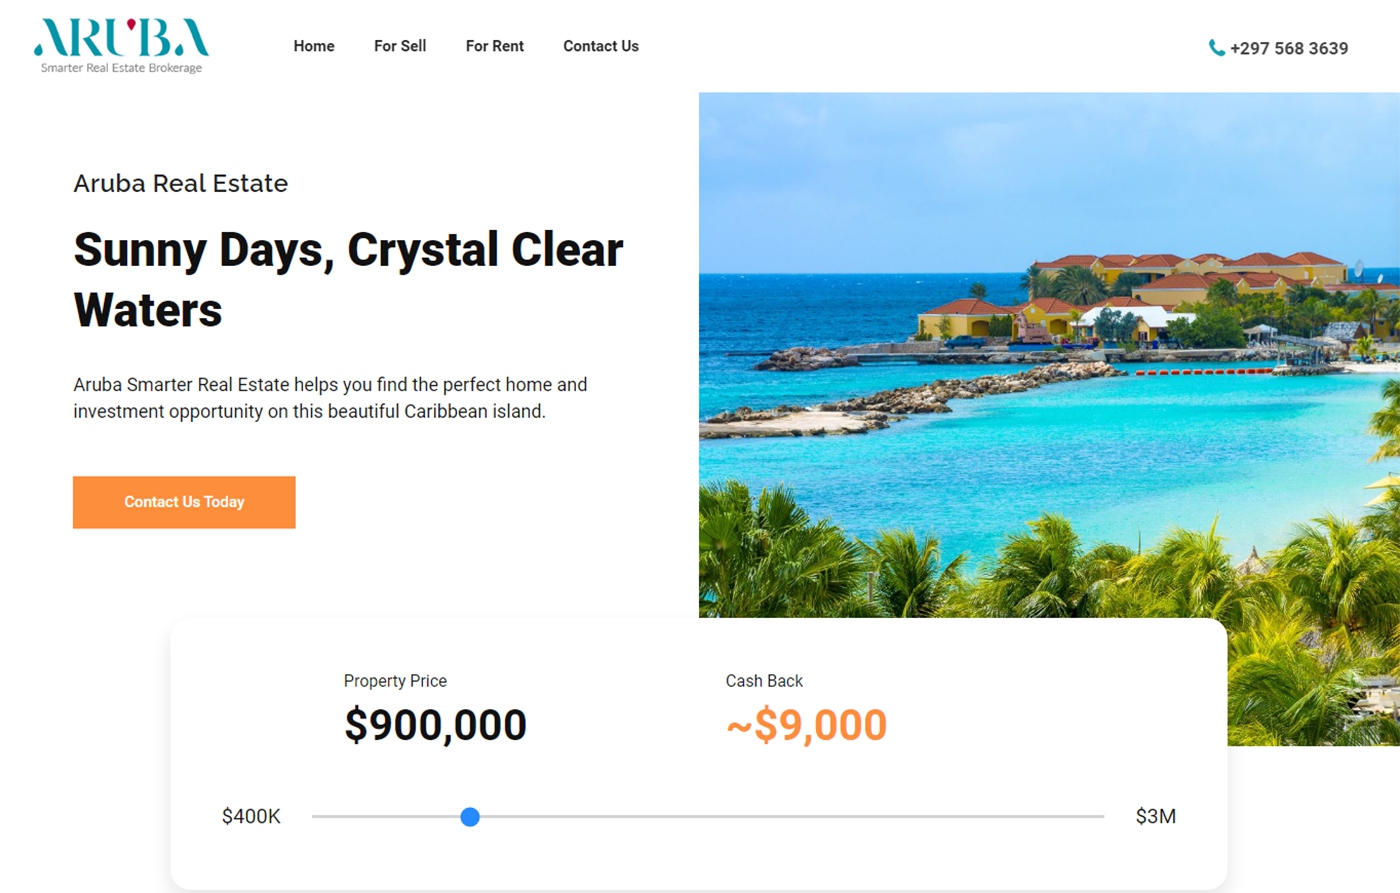 ARUBA
Smarter Real Estate Brokerage
Home
For Sell
For Rent
Contact Us
+297 568 3639
Aruba Real Estate
Sunny Days, Crystal Clear
Waters
Aruba Smarter Real Estate helps you find the perfect home and
investment opportunity on this beautiful Caribbean island.
Contact Us Today
Property Price
$900,000
Cash Back
~$9,000
$400K
$3M